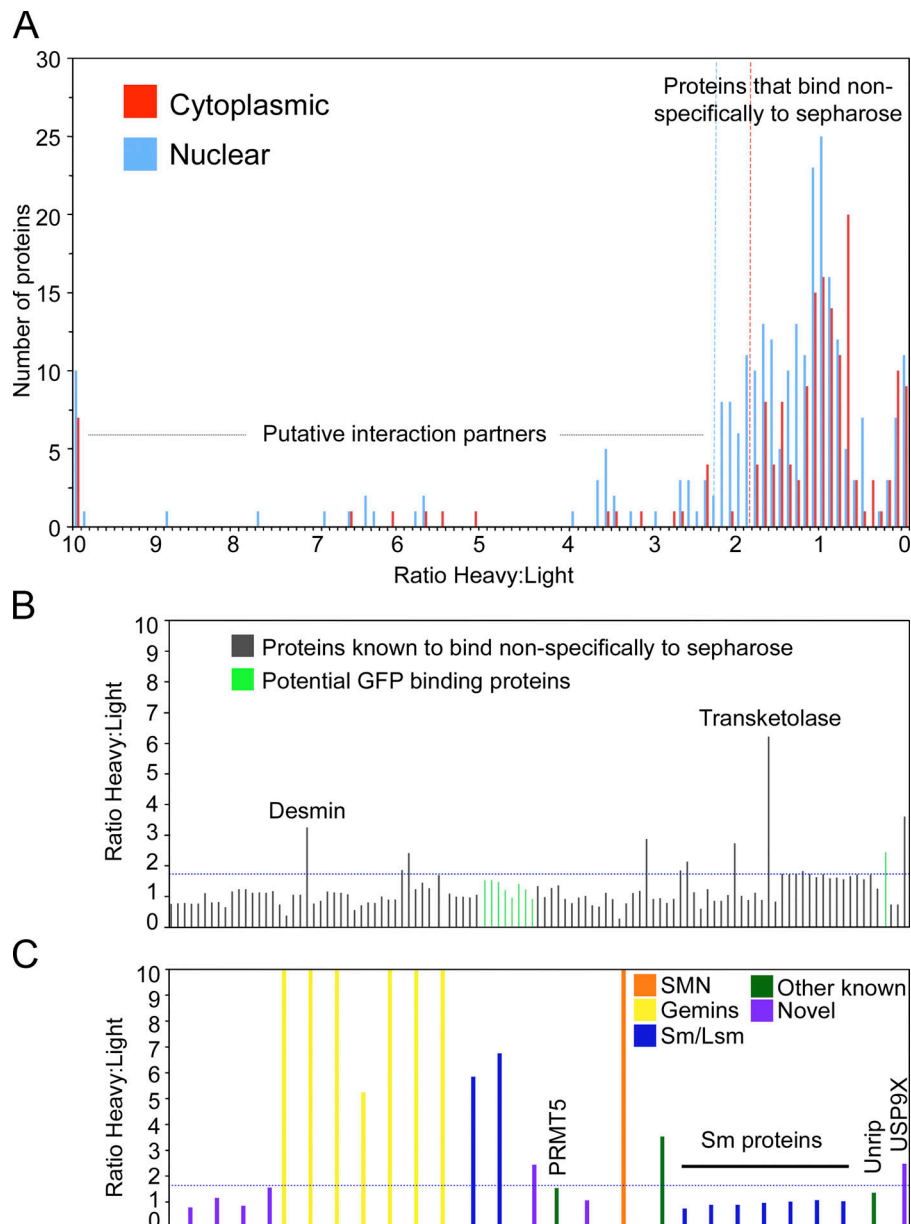 A
30
25
20
15
10
5
0
Number of proteins
Cytoplasmic
Nuclear
Proteins that bind non-
specifically to sepharose
Putative interaction partners
10 9 8 7 6 5 4 3 2 1 0
Ratio Heavy:Light
B
10
9
8
7
6
5
4
3
2
1
0
Ratio Heavy:Light
Proteins known to bind non-specifically to sepharose
Potential GFP binding proteins
Desmin
Transketolase
C
10
9
8
7
6
5
4
3
2
1
0
Ratio Heavy:Light
SMN
Gemins
Sm/Lsm
Other known
Novel
PRMT5
Sm proteins
Unrip
USP9X